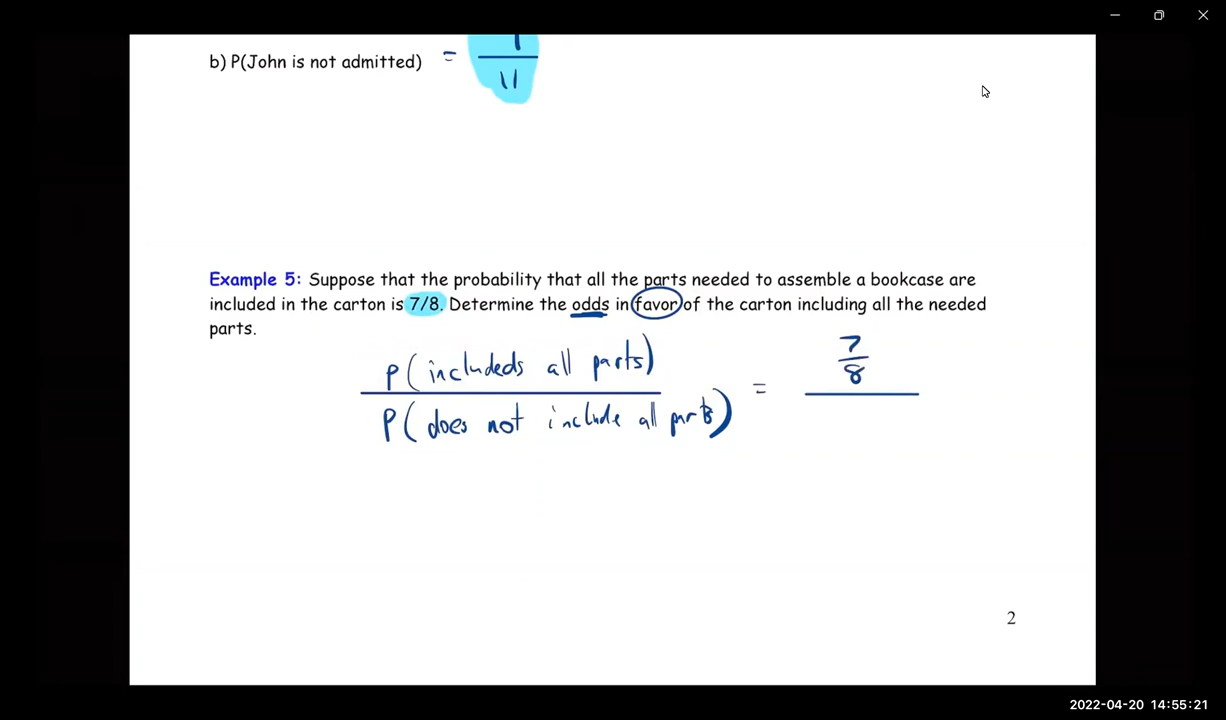 b) P(John is not admitted) = 
11
Example 5: Suppose that the probability that all the parts needed to assemble a bookcase are
included in the carton is 7/8. Determine the odds in favor of the carton including all the needed
parts.
P(includeds all parts)
P(does not include all parts)
=
7
8
2
2022-04-20 14:55:21